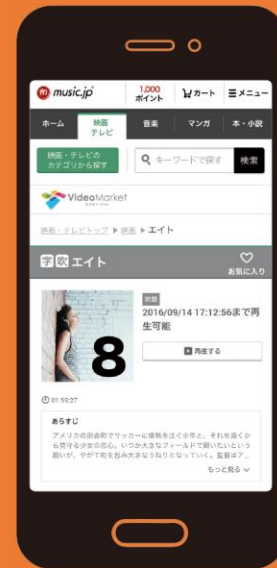 music.jp
1,000
ポイント
カート
メニュー
ホーム
映画
テレビ
音楽
マンガ
本・小説
映画・テレビの
カテゴリから探す
キーワードで探す
検索
VideoMarket
映画・テレビトップ ▶ 映画 ▶ エイト
字 吹 エイト
お気に入り
8
吹替
2016/09/14 17:12:56まで再
生可能
再生する
01:59:27
あらすじ
アメリカの田舎町でサッカーに情熱を注ぐ少年と、それを遠くか
ら見守る少女の恋心。いつか大きなフィールドで闘いたいという
願いが、やがて町を包み大きなうねりとなっていく。監督はア...
もっと見る